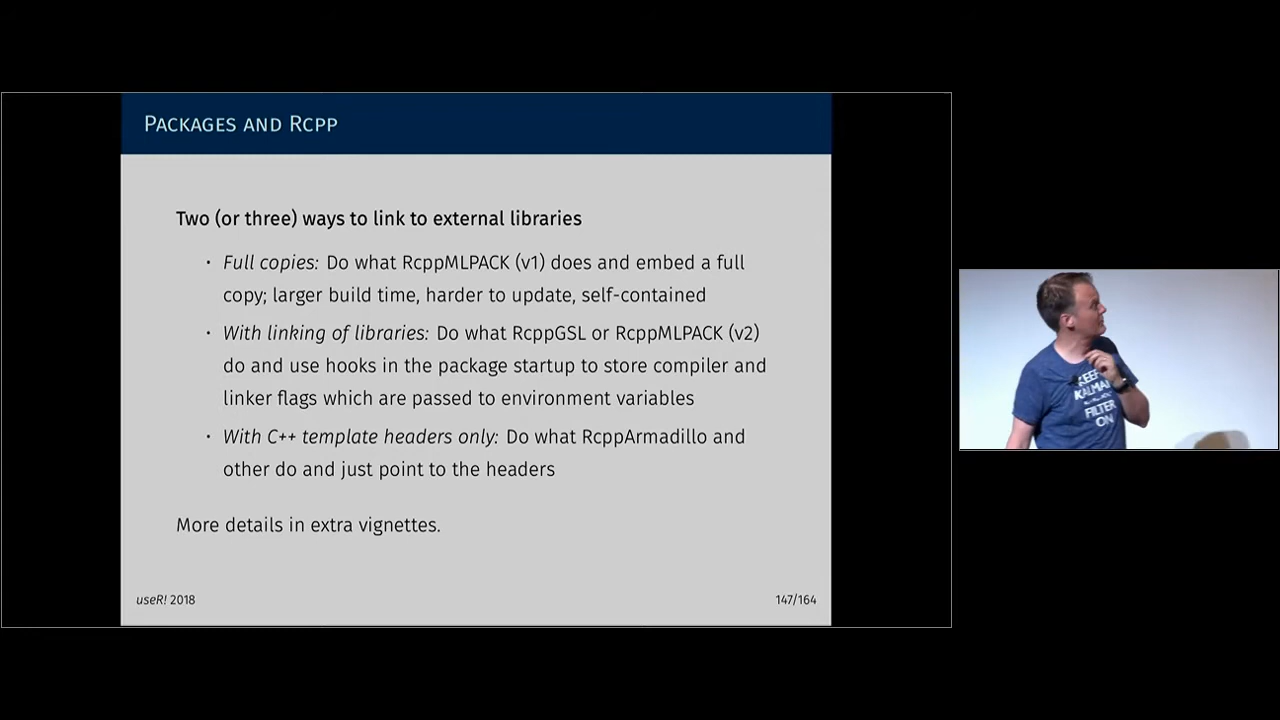 Packages and Rcpp
Two (or three) ways to link to external libraries
· Full copies: Do what RcppMLPACK (v1) does and embed a full
copy; larger build time, harder to update, self-contained
· With linking of libraries: Do what RcppGSL or RcppMLPACK (v2)
do and use hooks in the package startup to store compiler and
linker flags which are passed to environment variables
· With C++ template headers only: Do what RcppArmadillo and
other do and just point to the headers
More details in extra vignettes.
useR! 2018
147/164
KEEP
KALMAN
FILTER
ON